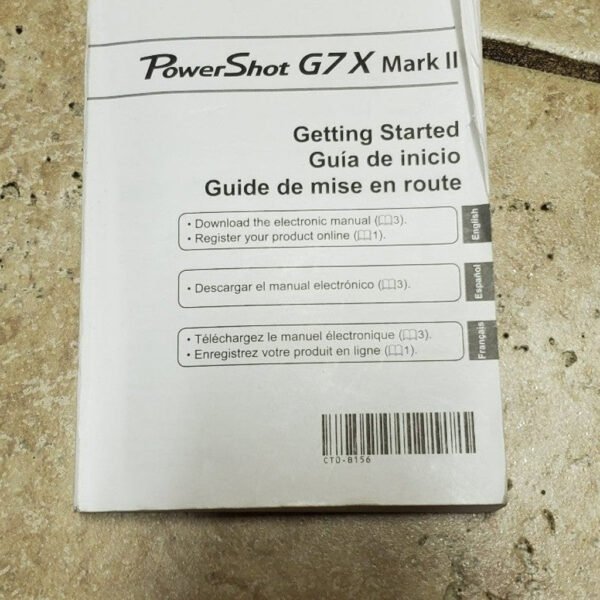 PowerShot G7 X Mark II
Getting Started
Guía de inicio
Guide de mise en route
• Download the electronic manual (3).
• Register your product online (1).
English
• Descargar el manual electrónico (3).
Español
• Téléchargez le manuel électronique (3).
• Enregistrez votre produit en ligne (1).
Français
CT0-B156